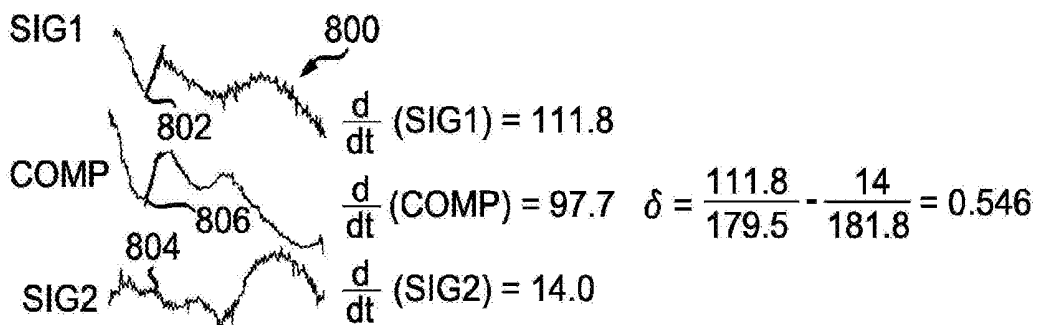 SIG1
800
802
d/dt (SIG1) = 111.8
COMP
806
d/dt (COMP) = 97.7 δ = 111.8/179.5 - 14/181.8 = 0.546
804
SIG2
d/dt (SIG2) = 14.0